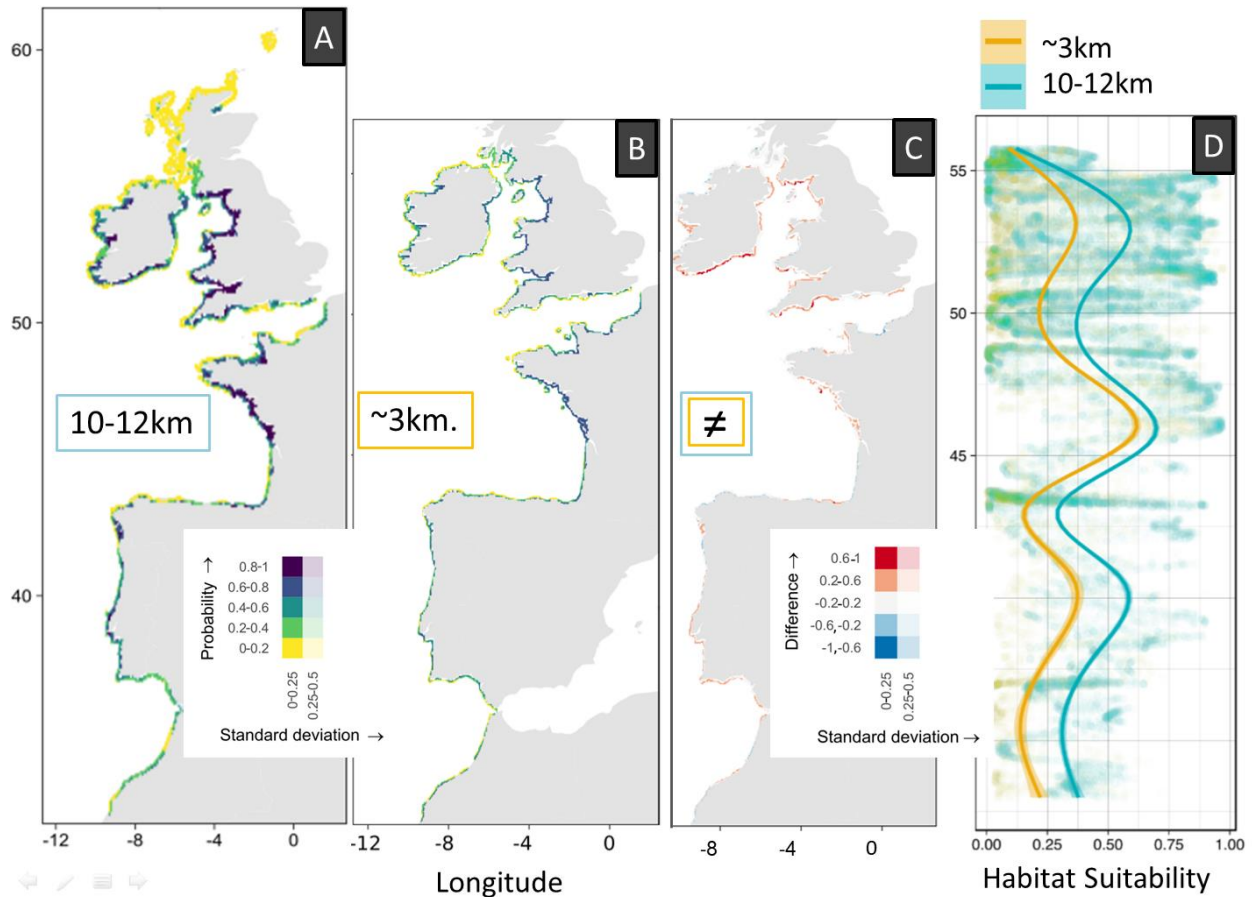 A
60
50
40
10-12km
-12
-8
-4
0
Probability →
0.8-1
0.6-0.8
0.4-0.6
0.2-0.4
0-0.2
0-0.25
0.25-0.5
Standard deviation →
B
~3km.
-12
-8
-4
0
Longitude
C
≠
Difference →
0.6-1
0.2-0.6
-0.2-0.2
-0.6,-0.2
-1,-0.6
0-0.25
0.25-0.5
Standard deviation →
-8
-4
0
~3km
10-12km
D
55
50
45
0.00
0.25
0.50
0.75
1.00
Habitat Suitability